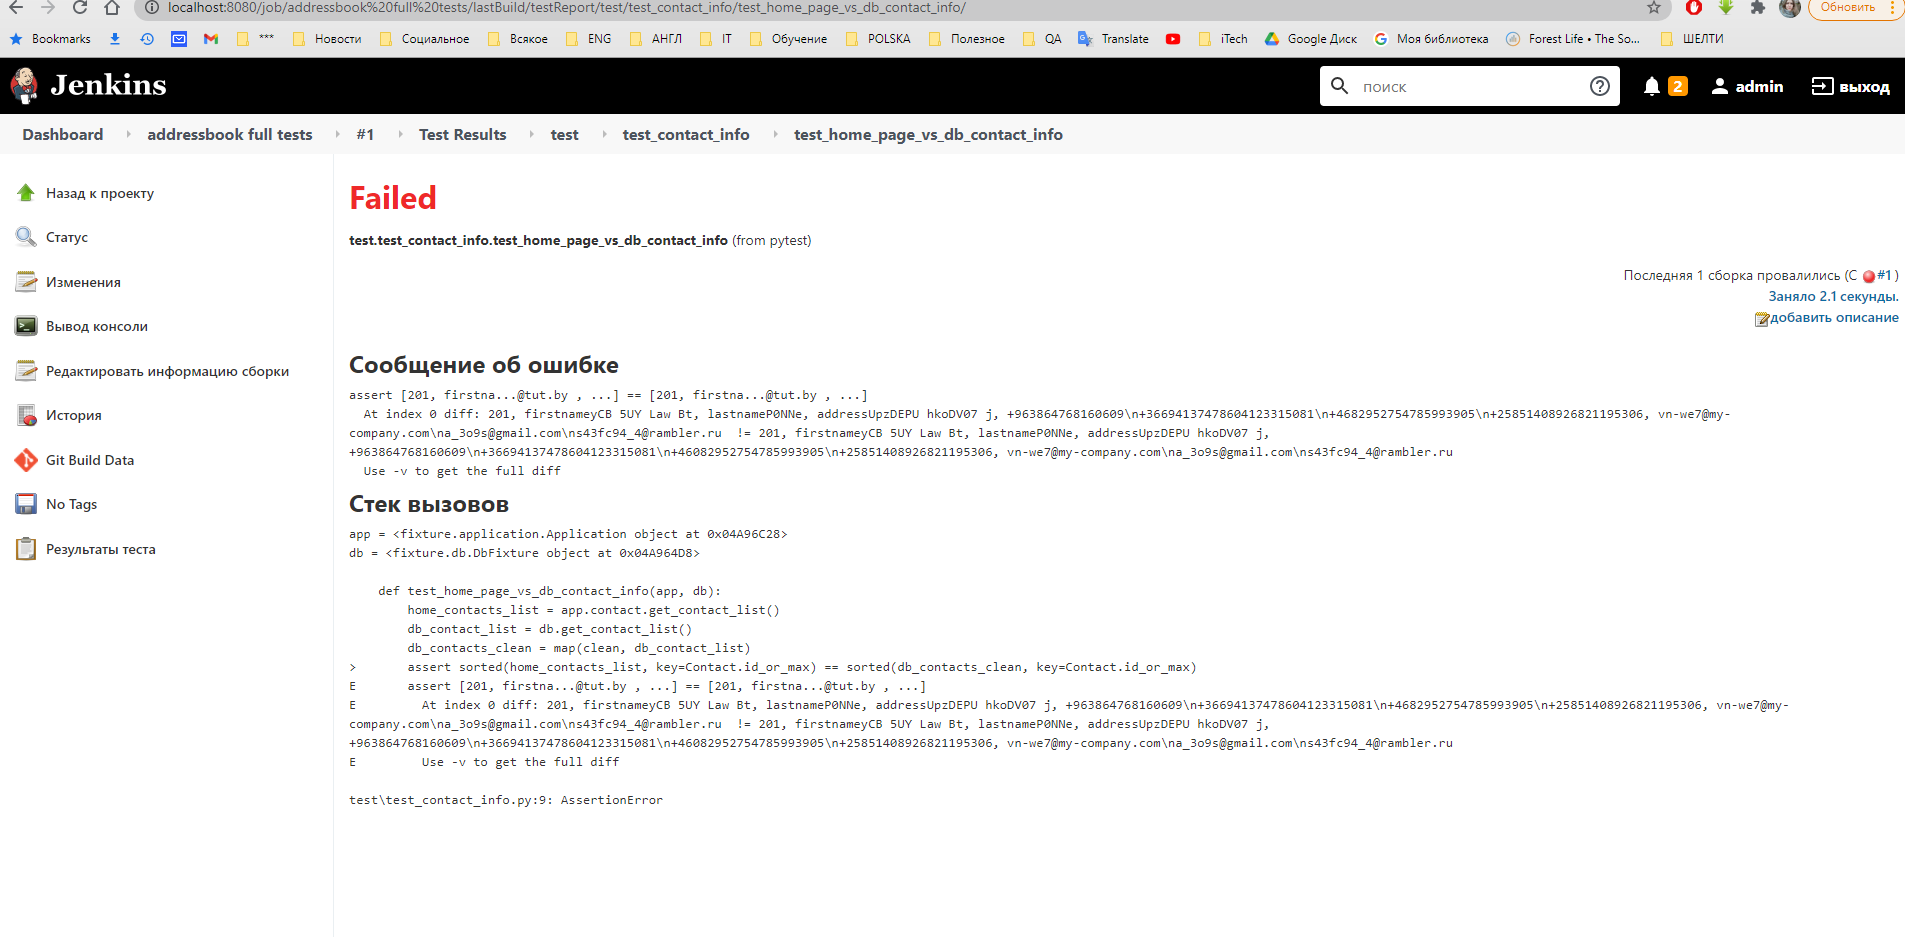 localhost:8080/job/addressbook%20full%20tests/lastBuild/testReport/test/test_contact_info/test_home_page_vs_db_contact_info/
Обновить
Bookmarks *** Новости Социальное Всякое ENG АНГЛ IT Обучение POLSKA Полезное QA Translate iTech Google Диск Моя библиотека Forest Life • The So... ШЕЛТИ
Jenkins поиск 2 admin выход
Dashboard addressbook full tests #1 Test Results test test_contact_info test_home_page_vs_db_contact_info
Назад к проекту
Статус
Изменения
Вывод консоли
Редактировать информацию сборки
История
Git Build Data
No Tags
Результаты теста
Failed
test.test_contact_info.test_home_page_vs_db_contact_info (from pytest)
Последняя 1 сборка провалились (С #1 )
Заняло 2.1 секунды.
добавить описание
Сообщение об ошибке
assert [201, firstna...@tut.by , ...] == [201, firstna...@tut.by , ...]
At index 0 diff: 201, firstnameyCB 5UY Law Bt, lastnameP0NNe, addressUpzDEPU hkoDV07 j, +963864768160609\n+36694137478604123315081\n+4682952754785993905\n+25851408926821195306, vn-we7@my-
company.com\na_3o9s@gmail.com\ns43fc94_4@rambler.ru != 201, firstnameyCB 5UY Law Bt, lastnameP0NNe, addressUpzDEPU hkoDV07 j,
+963864768160609\n+36694137478604123315081\n+46082952754785993905\n+25851408926821195306, vn-we7@my-company.com\na_3o9s@gmail.com\ns43fc94_4@rambler.ru
Use -v to get the full diff
Стек вызовов
app = <fixture.application.Application object at 0x04A96C28>
db = <fixture.db.DbFixture object at 0x04A964D8>
def test_home_page_vs_db_contact_info(app, db):
home_contacts_list = app.contact.get_contact_list()
db_contact_list = db.get_contact_list()
db_contacts_clean = map(clean, db_contact_list)
> assert sorted(home_contacts_list, key=Contact.id_or_max) == sorted(db_contacts_clean, key=Contact.id_or_max)
E assert [201, firstna...@tut.by , ...] == [201, firstna...@tut.by , ...]
E At index 0 diff: 201, firstnameyCB 5UY Law Bt, lastnameP0NNe, addressUpzDEPU hkoDV07 j, +963864768160609\n+36694137478604123315081\n+4682952754785993905\n+25851408926821195306, vn-we7@my-
company.com\na_3o9s@gmail.com\ns43fc94_4@rambler.ru != 201, firstnameyCB 5UY Law Bt, lastnameP0NNe, addressUpzDEPU hkoDV07 j,
+963864768160609\n+36694137478604123315081\n+46082952754785993905\n+25851408926821195306, vn-we7@my-company.com\na_3o9s@gmail.com\ns43fc94_4@rambler.ru
E Use -v to get the full diff
test\test_contact_info.py:9: AssertionError